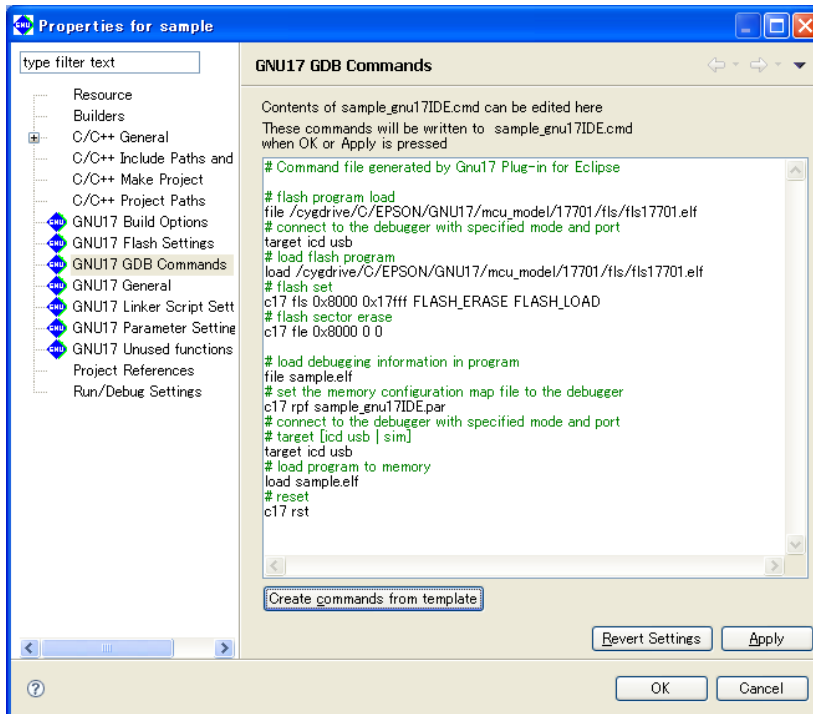 Properties for sample
type filter text
Resource
Builders
C/C++ General
C/C++ Include Paths and
C/C++ Make Project
C/C++ Project Paths
GNU17 Build Options
GNU17 Flash Settings
GNU17 GDB Commands
GNU17 General
GNU17 Linker Script Sett
GNU17 Parameter Setting
GNU17 Unused functions
Project References
Run/Debug Settings
GNU17 GDB Commands
Contents of sample_gnu17IDE.cmd can be edited here
These commands will be written to sample_gnu17IDE.cmd
when OK or Apply is pressed
# Command file generated by Gnu17 Plug-in for Eclipse
# flash program load
file /cygdrive/C/EPSON/GNU17/mcu_model/17701/fls/fls17701.elf
# connect to the debugger with specified mode and port
target icd usb
# load flash program
load /cygdrive/C/EPSON/GNU17/mcu_model/17701/fls/fls17701.elf
# flash set
c17 fls 0x8000 0x17fff FLASH_ERASE FLASH_LOAD
# flash sector erase
c17 fle 0x8000 0 0
# load debugging information in program
file sample.elf
# set the memory configuration map file to the debugger
c17 rpf sample_gnu17IDE.par
# connect to the debugger with specified mode and port
# target [icd usb | sim]
target icd usb
# load program to memory
load sample.elf
# reset
c17 rst
Create commands from template
Revert Settings
Apply
OK
Cancel